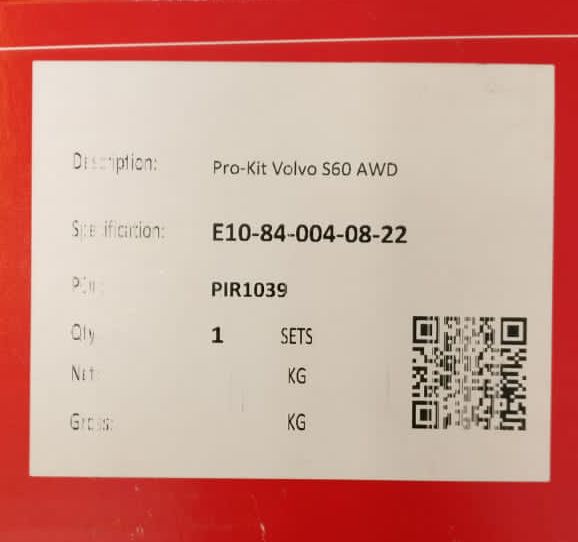 Description: Pro-Kit Volvo S60 AWD
Specification: E10-84-004-08-22
PIR1039
Qty 1 SETS
Net: KG
Gross: KG